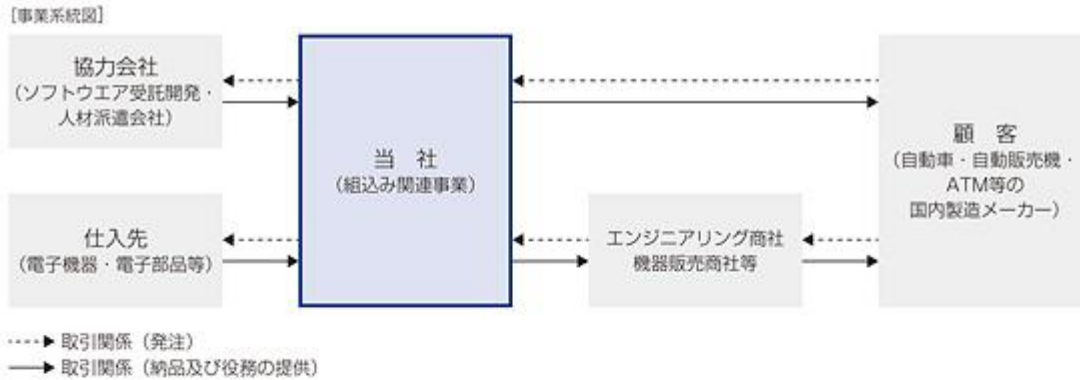 [事業系統図]
協力会社
（ソフトウエア受託開発・
人材派遣会社）
当　社
（組込み関連事業）
顧　客
（自動車・自動販売機・
ATM等の
国内製造メーカー）
仕入先
（電子機器・電子部品等）
エンジニアリング商社
機器販売商社等
取引関係（発注）
取引関係（納品及び役務の提供）